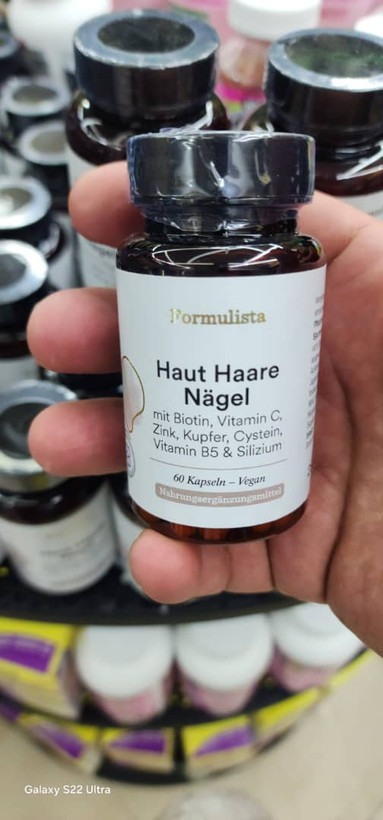 Formulista
Haut Haare
Nägel
mit Biotin, Vitamin C,
Zink, Kupfer, Cystein,
Vitamin B5 & Silizium
60 Kapseln – Vegan
Nahrungsergänzungsmittel
Galaxy S22 Ultra